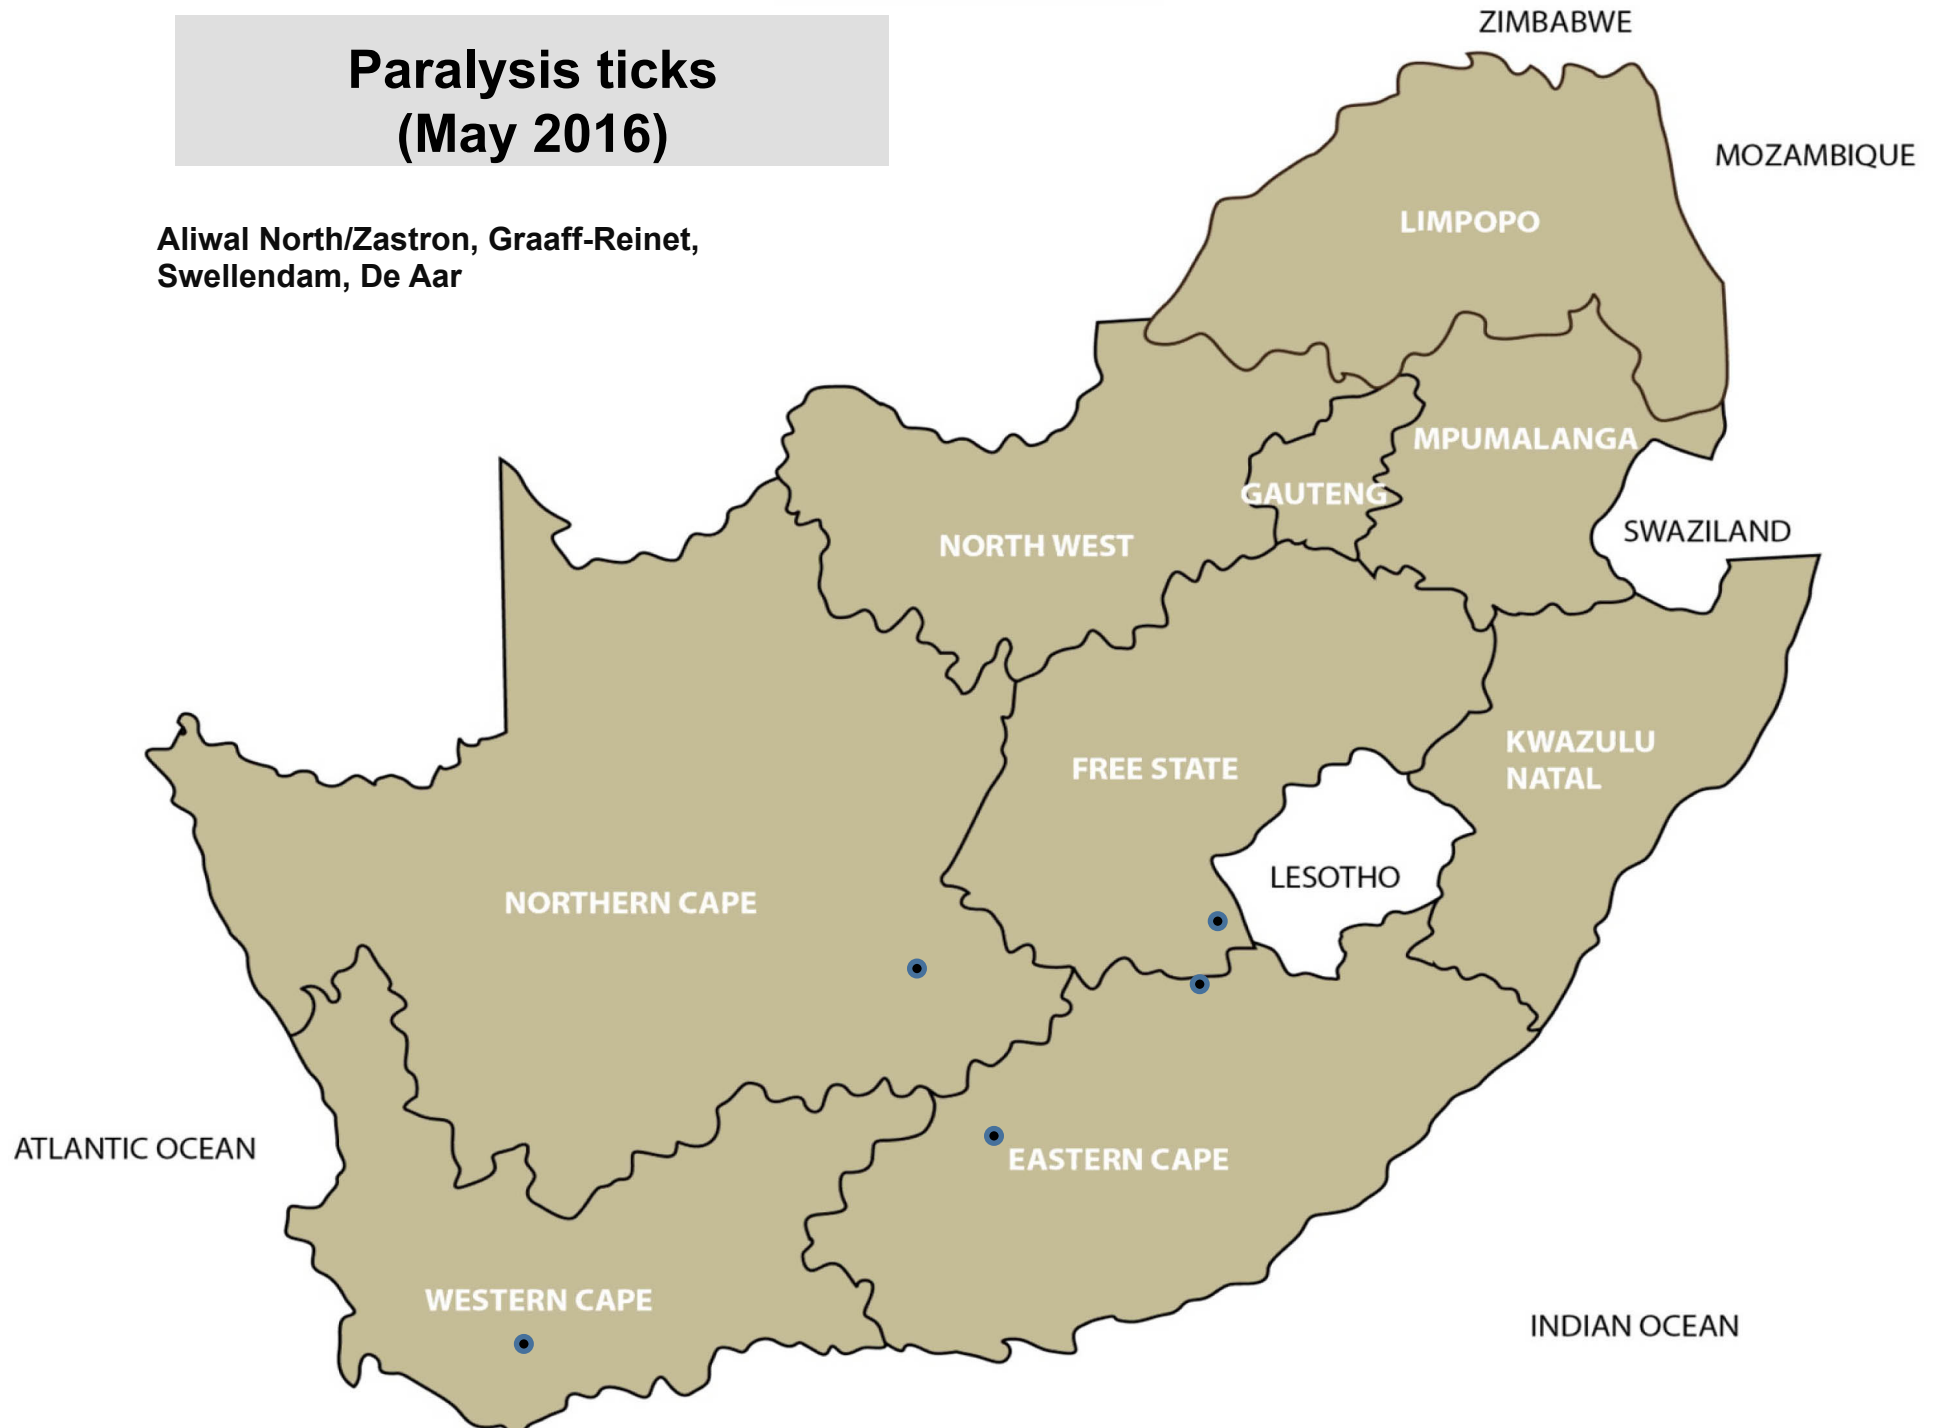 Paralysis ticks
(May 2016)
Aliwal North/Zastron, Graaff-Reinet,
Swellendam, De Aar
ZIMBABWE
MOZAMBIQUE
LIMPOPO
MPUMALANGA
GAUTENG
SWAZILAND
NORTH WEST
KWAZULU
NATAL
FREE STATE
LESOTHO
NORTHERN CAPE
ATLANTIC OCEAN
EASTERN CAPE
WESTERN CAPE
INDIAN OCEAN